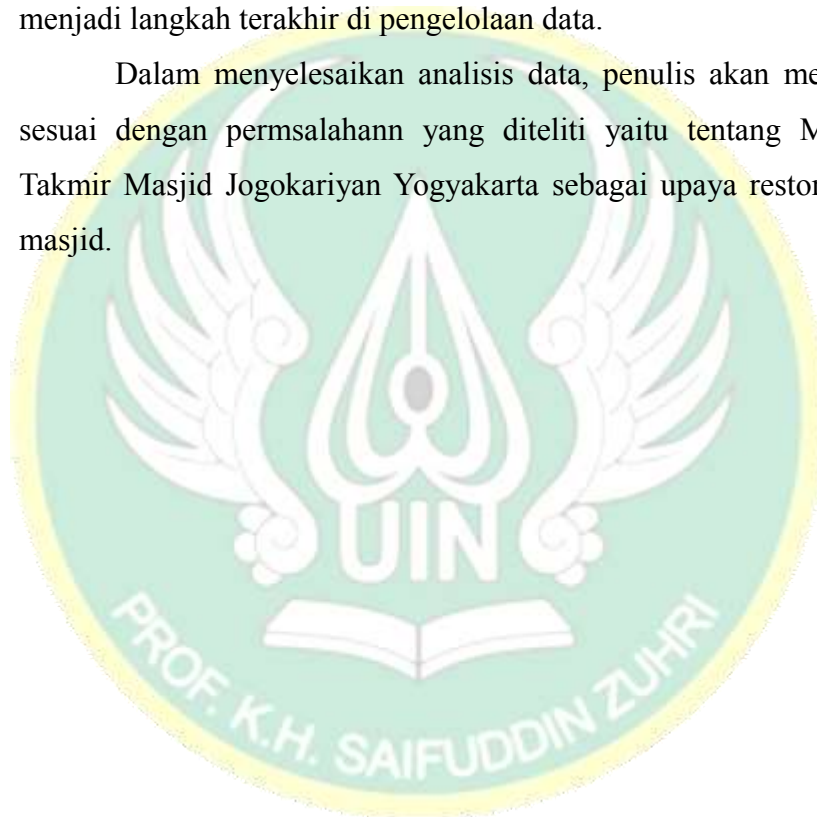 menjadi langkah terakhir di pengelolaan data.
Dalam menyelesaikan analisis data, penulis akan
sesuai dengan permsalahann yang diteliti yaitu tentang
Takmir Masjid Jogokariyan Yogyakarta sebagai upaya
masjid.
UIN
PROF. K.H. SAIFUDDIN ZUHRI